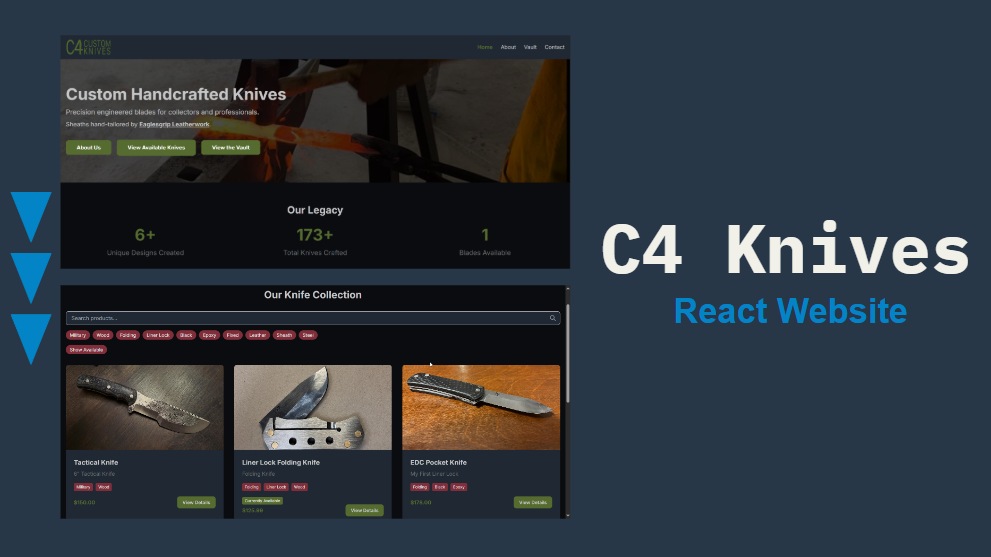 C4 CUSTOM KNIVES
Home About Vault Contact
Custom Handcrafted Knives
Precision engineered blades for collectors and professionals.
Sheaths hand-tailored by Eaglesgrip Leatherwork
About Us View Available Knives View the Vault
Our Legacy
6+ 173+ 1
Unique Designs Created Total Knives Crafted Blades Available
C4 Knives
React Website
Our Knife Collection
Search products...
Military Wood Folding Liner Lock Black Epoxy Fixed Leather Sheath Steel
Show Available
Tactical Knife
6" Tactical Knife
Military Wood
View Details
Liner Lock Folding Knife
Folding Knife
Folding Liner Lock Wood
Currently Available
View Details
EDC Pocket Knife
My First Liner Lock
Folding Black Epoxy
$175.00
View Details